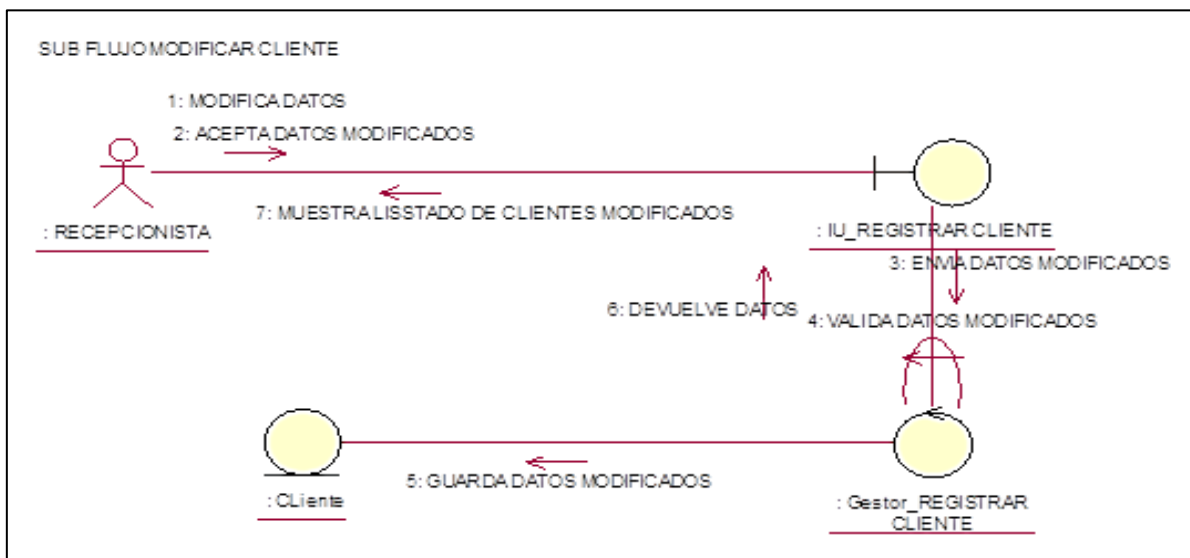 SUB FLUJO MODIFICAR CLIENTE
1: MODIFICA DATOS
2: ACEPTA DATOS MODIFICADOS
7: MUESTRA LISSTADO DE CLIENTES MODIFICADOS
: RECEPCIONISTA
: IU_REGISTRAR CLIENTE
3: ENVIA DATOS MODIFICADOS
6: DEVUELVE DATOS
4: VALIDA DATOS MODIFICADOS
5: GUARDA DATOS MODIFICADOS
: CLiente
: Gestor_REGISTRAR
CLIENTE